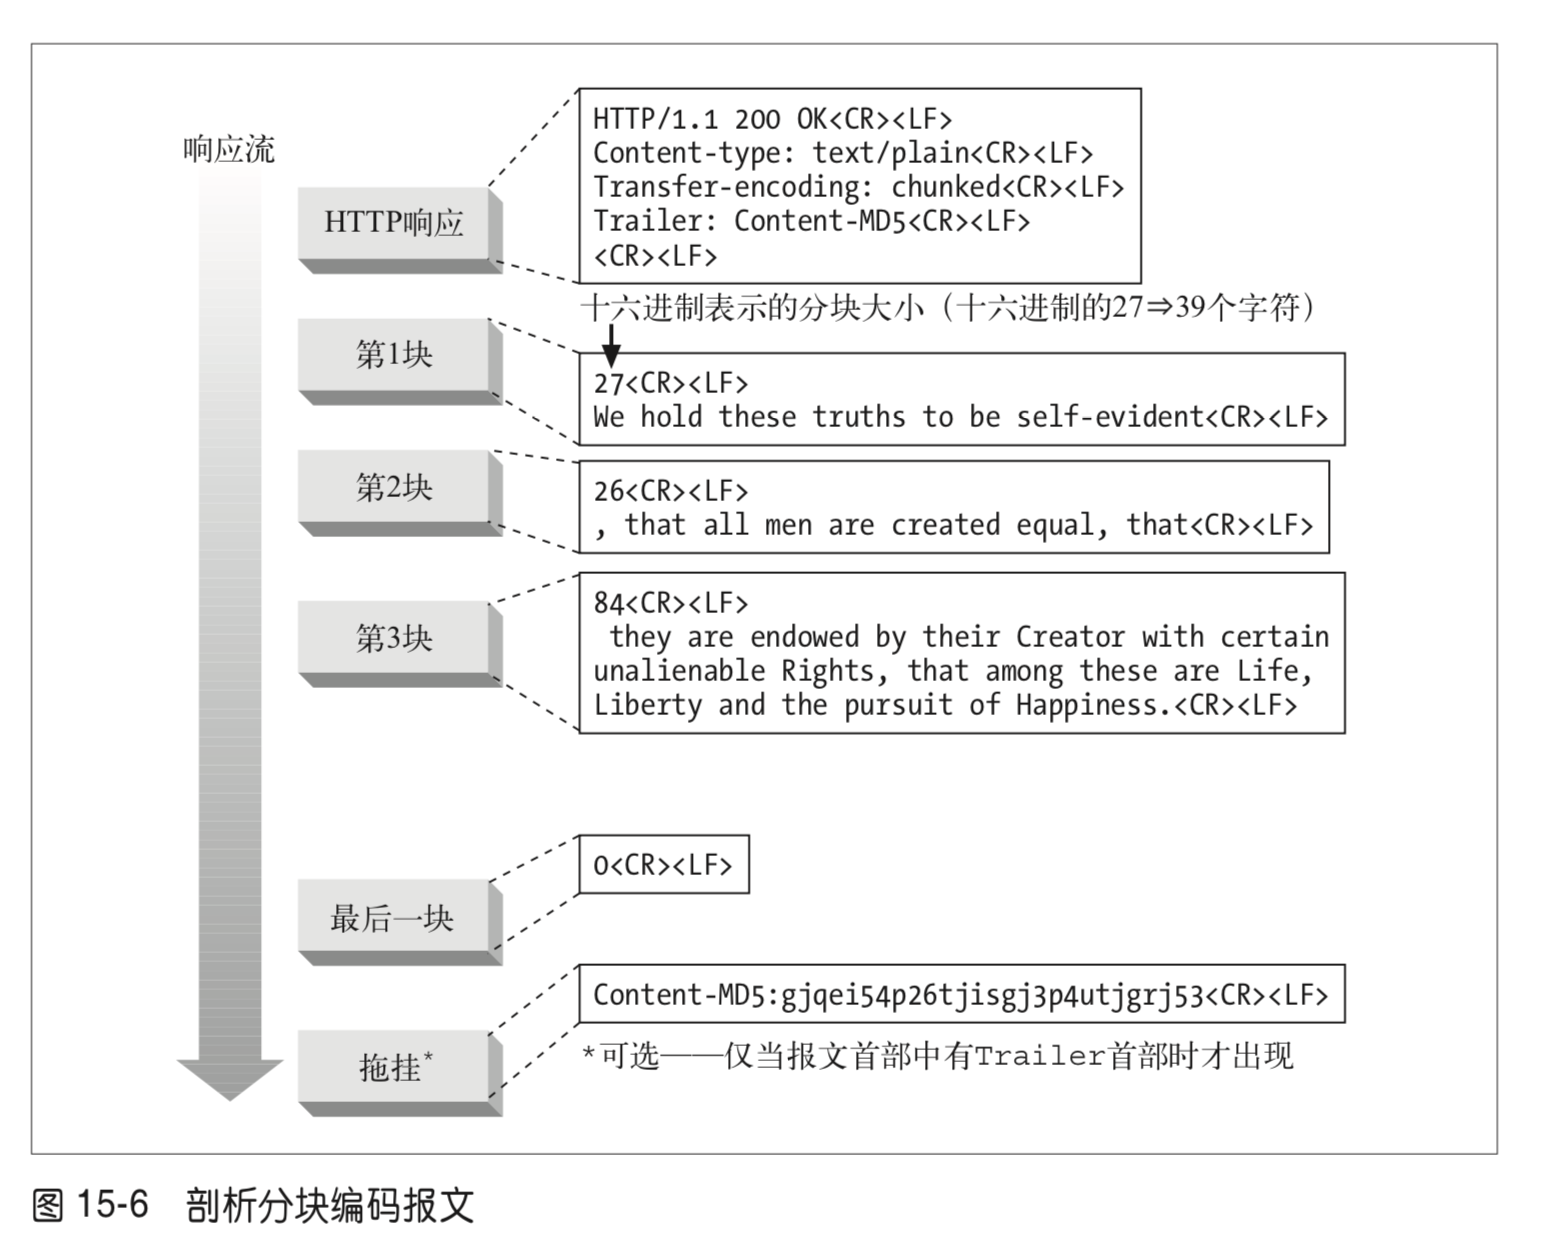 响应流
HTTP响应
HTTP/1.1 200 OK<CR><LF>
Content-type: text/plain<CR><LF>
Transfer-encoding: chunked<CR><LF>
Trailer: Content-MD5<CR><LF>
<CR><LF>
十六进制表示的分块大小（十六进制的27⇒39个字符）
第1块
27<CR><LF>
We hold these truths to be self-evident<CR><LF>
第2块
26<CR><LF>
, that all men are created equal, that<CR><LF>
第3块
84<CR><LF>
they are endowed by their Creator with certain
unalienable Rights, that among these are Life,
Liberty and the pursuit of Happiness.<CR><LF>
最后一块
0<CR><LF>
拖挂*
Content-MD5:gjqei54p26tjisgj3p4utjgrj53<CR><LF>
*可选——仅当报文首部中有Trailer首部时才出现
图 15-6 剖析分块编码报文